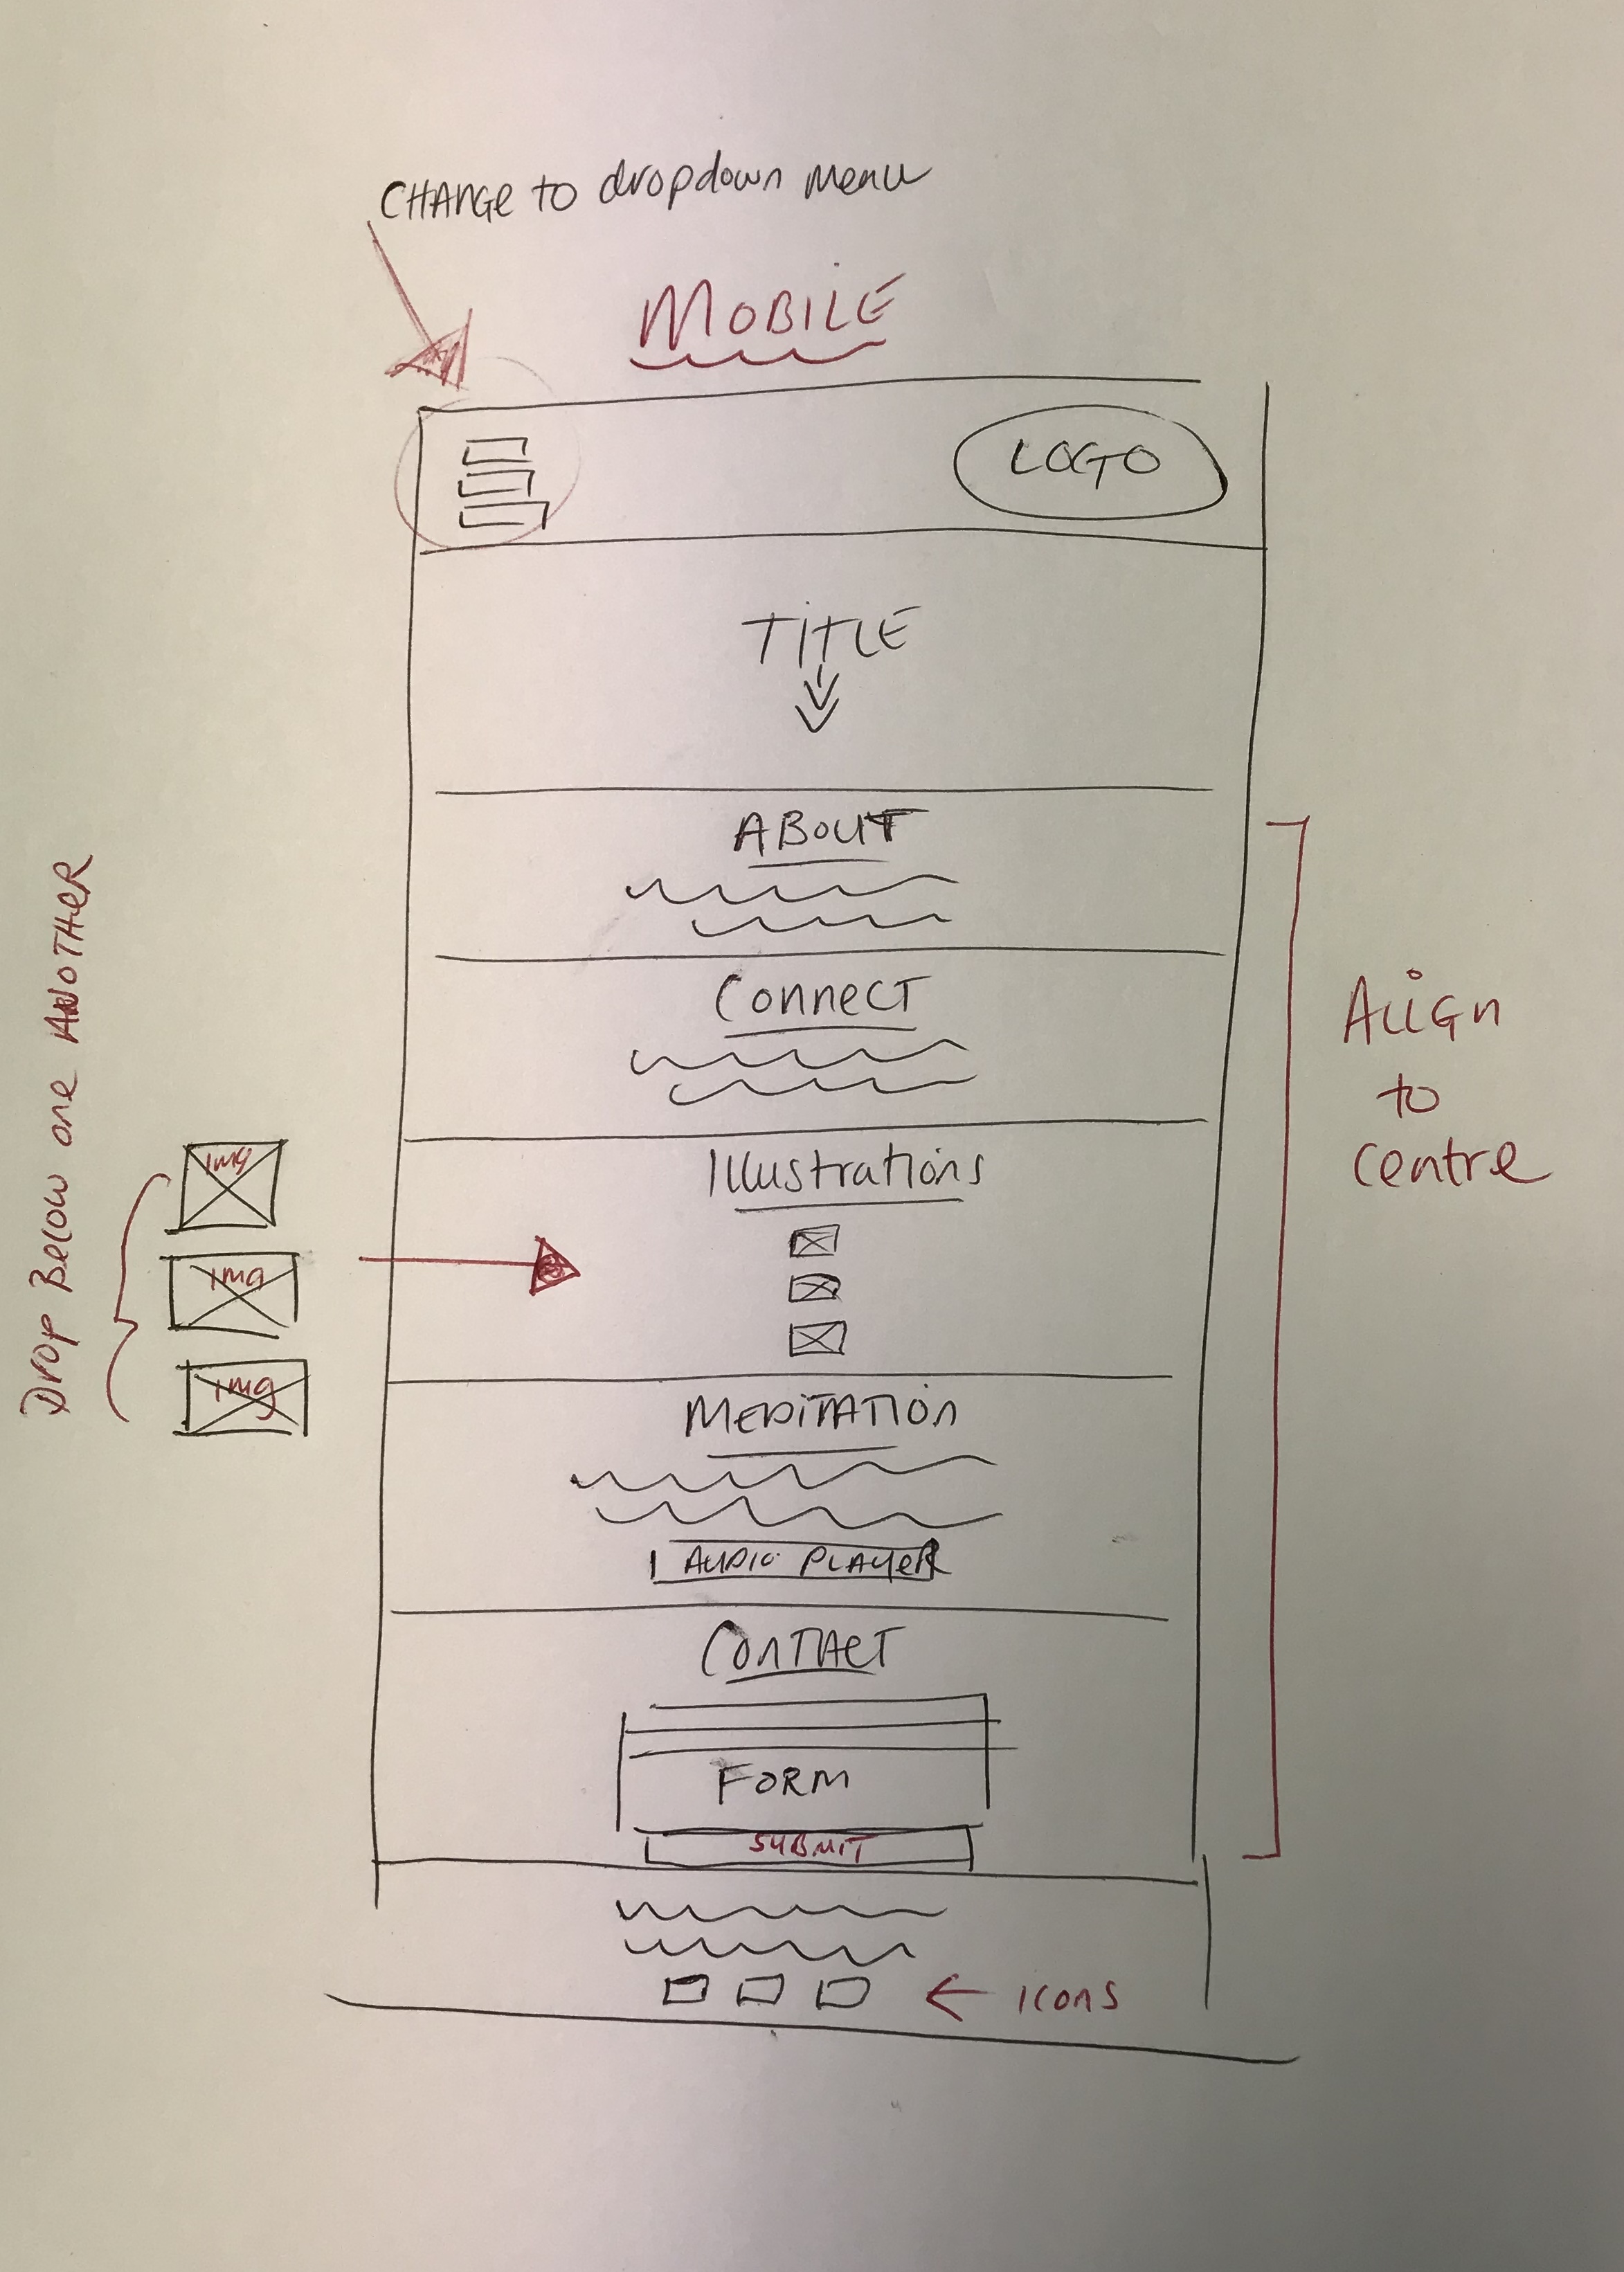 CHANGe to dropdown menu
MOBILE
LOGO
TITLE
ABOUT
Connect
Illustrations
MEDITATION
AUDIO PLAYER
CONTACT
FORM
SUBMIT
icons
Align
to
centre
Drop Below one ANOTHER
img
img
img